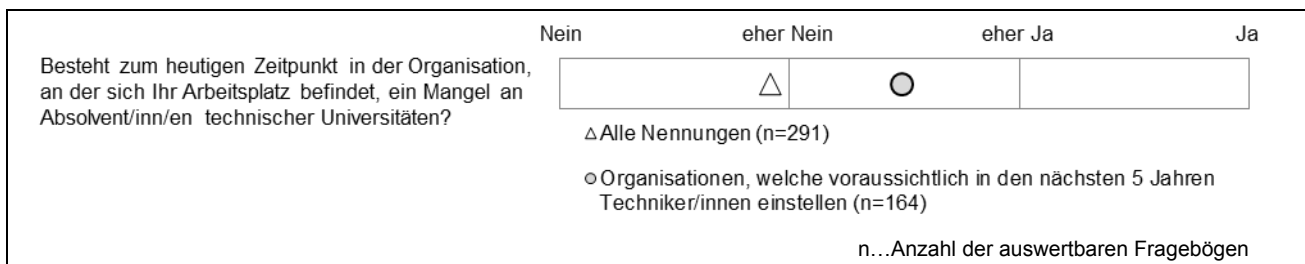 Nein eher Nein eher Ja Ja
Besteht zum heutigen Zeitpunkt in der Organisation,
an der sich Ihr Arbeitsplatz befindet, ein Mangel an
Absolvent/inn/en technischer Universitäten?
Alle Nennungen (n=291)
Organisationen, welche voraussichtlich in den nächsten 5 Jahren
Techniker/innen einstellen (n=164)
n…Anzahl der auswertbaren Fragebögen